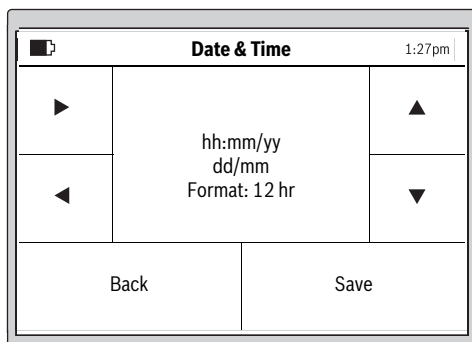 Date & Time
1:27pm
hh:mm/yy
dd/mm
Format: 12 hr
Back
Save